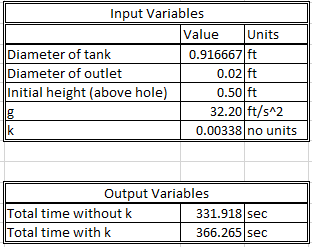 Input Variables
Value Units
Diameter of tank 0.916667 ft
Diameter of outlet 0.02 ft
Initial height (above hole) 0.50 ft
g 32.20 ft/s^2
k 0.00338 no units
Output Variables
Total time without k 331.918 sec
Total time with k 366.265 sec